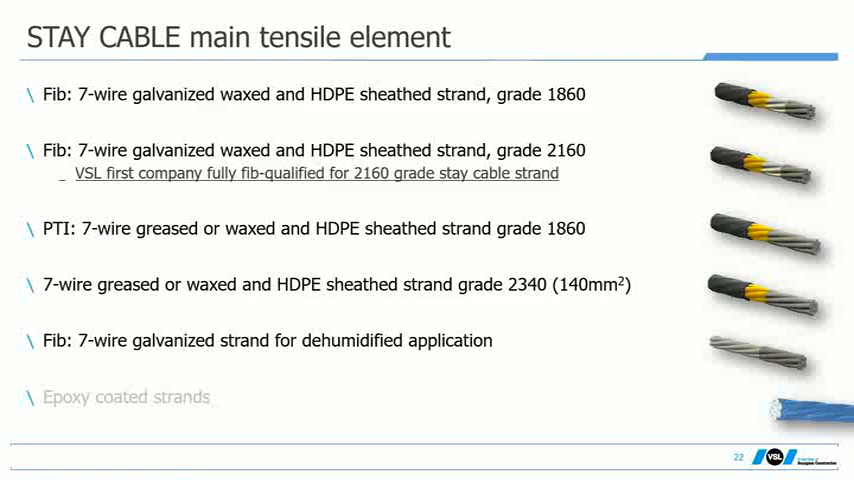 STAY CABLE main tensile element
\ Fib: 7-wire galvanized waxed and HDPE sheathed strand, grade 1860
\ Fib: 7-wire galvanized waxed and HDPE sheathed strand, grade 2160
_ VSL first company fully fib-qualified for 2160 grade stay cable strand
\ PTI: 7-wire greased or waxed and HDPE sheathed strand grade 1860
\ 7-wire greased or waxed and HDPE sheathed strand grade 2340 (140mm²)
\ Fib: 7-wire galvanized strand for dehumidified application
\ Epoxy coated strands
22
VSL